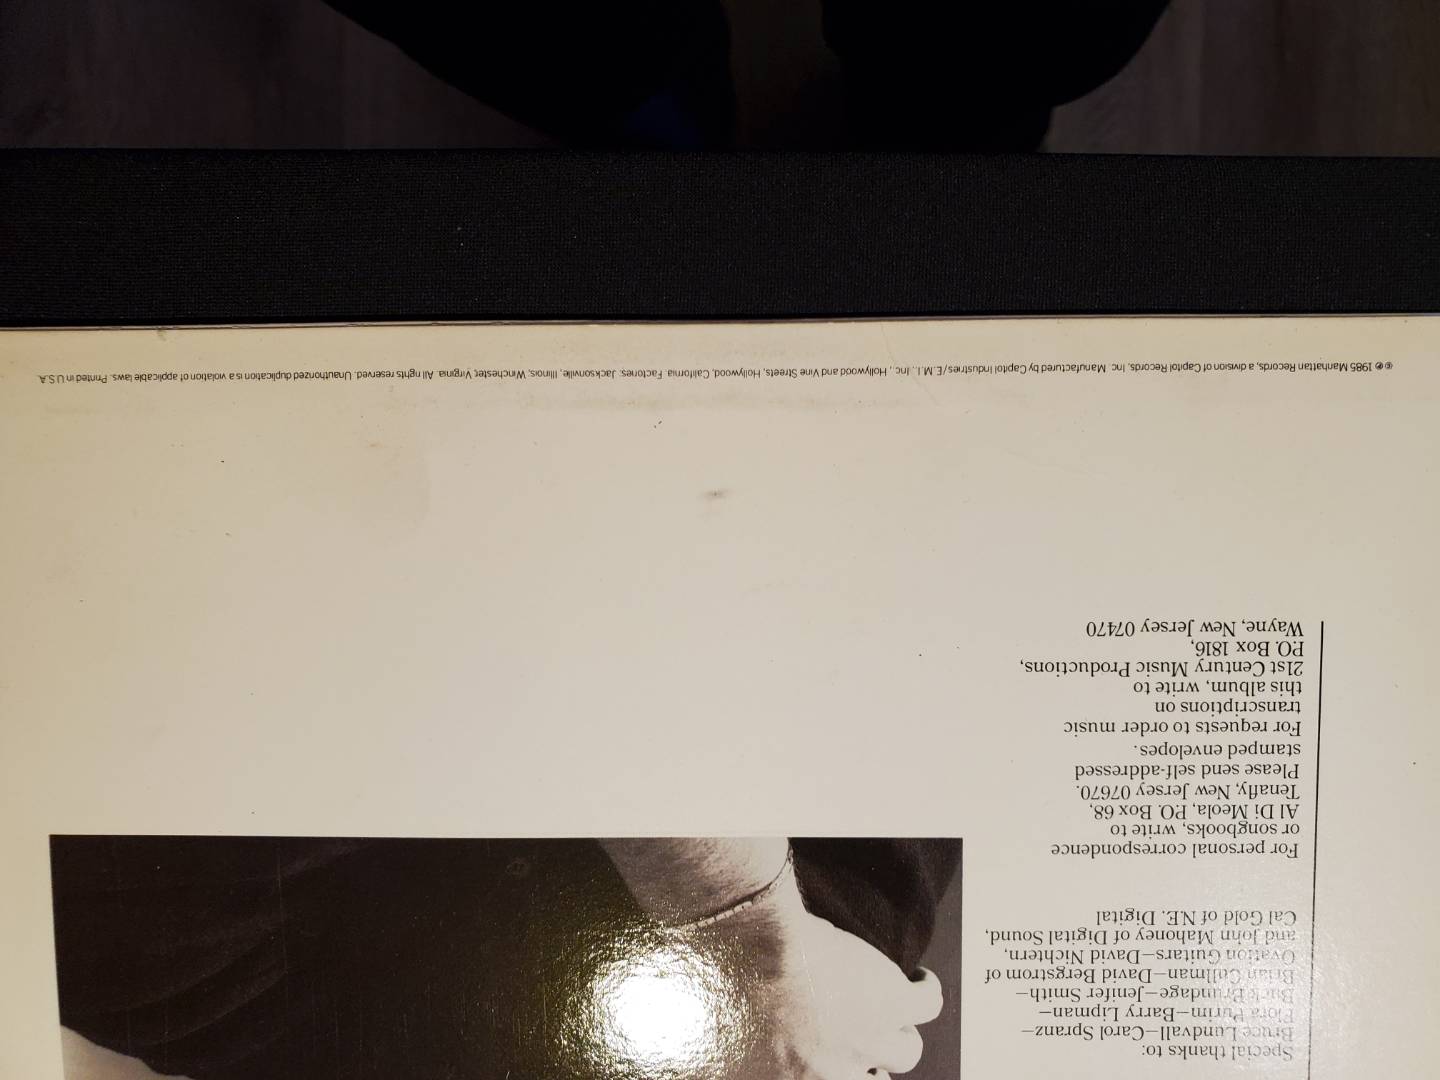 Special thanks to:
Bruce Lundvall—Carol Spranz—
Flora Purim—Barry Lipman—
Buck Brundage—Jenifer Smith—
Brian Cullman—David Bergstrom of
Ovation Guitars—David Nichtern,
and John Mahoney of Digital Sound,
Cal Gold of N.E. Digital
For personal correspondence
or songbooks, write to
Al Di Meola, P.O. Box 68,
Tenafly, New Jersey 07670.
Please send self-addressed
stamped envelopes.
For requests to order music
transcriptions on
this album, write to
21st Century Music Productions,
P.O. Box 1816,
Wayne, New Jersey 07470
© ℗ 1985 Manhattan Records, a division of Capitol Records, Inc. Manufactured by Capitol Industries/E.M.I., Inc., Hollywood and Vine Streets, Hollywood, California. Factories: Jacksonville, Illinois; Winchester, Virginia. All rights reserved. Unauthorized duplication is a violation of applicable laws. Printed in U.S.A.